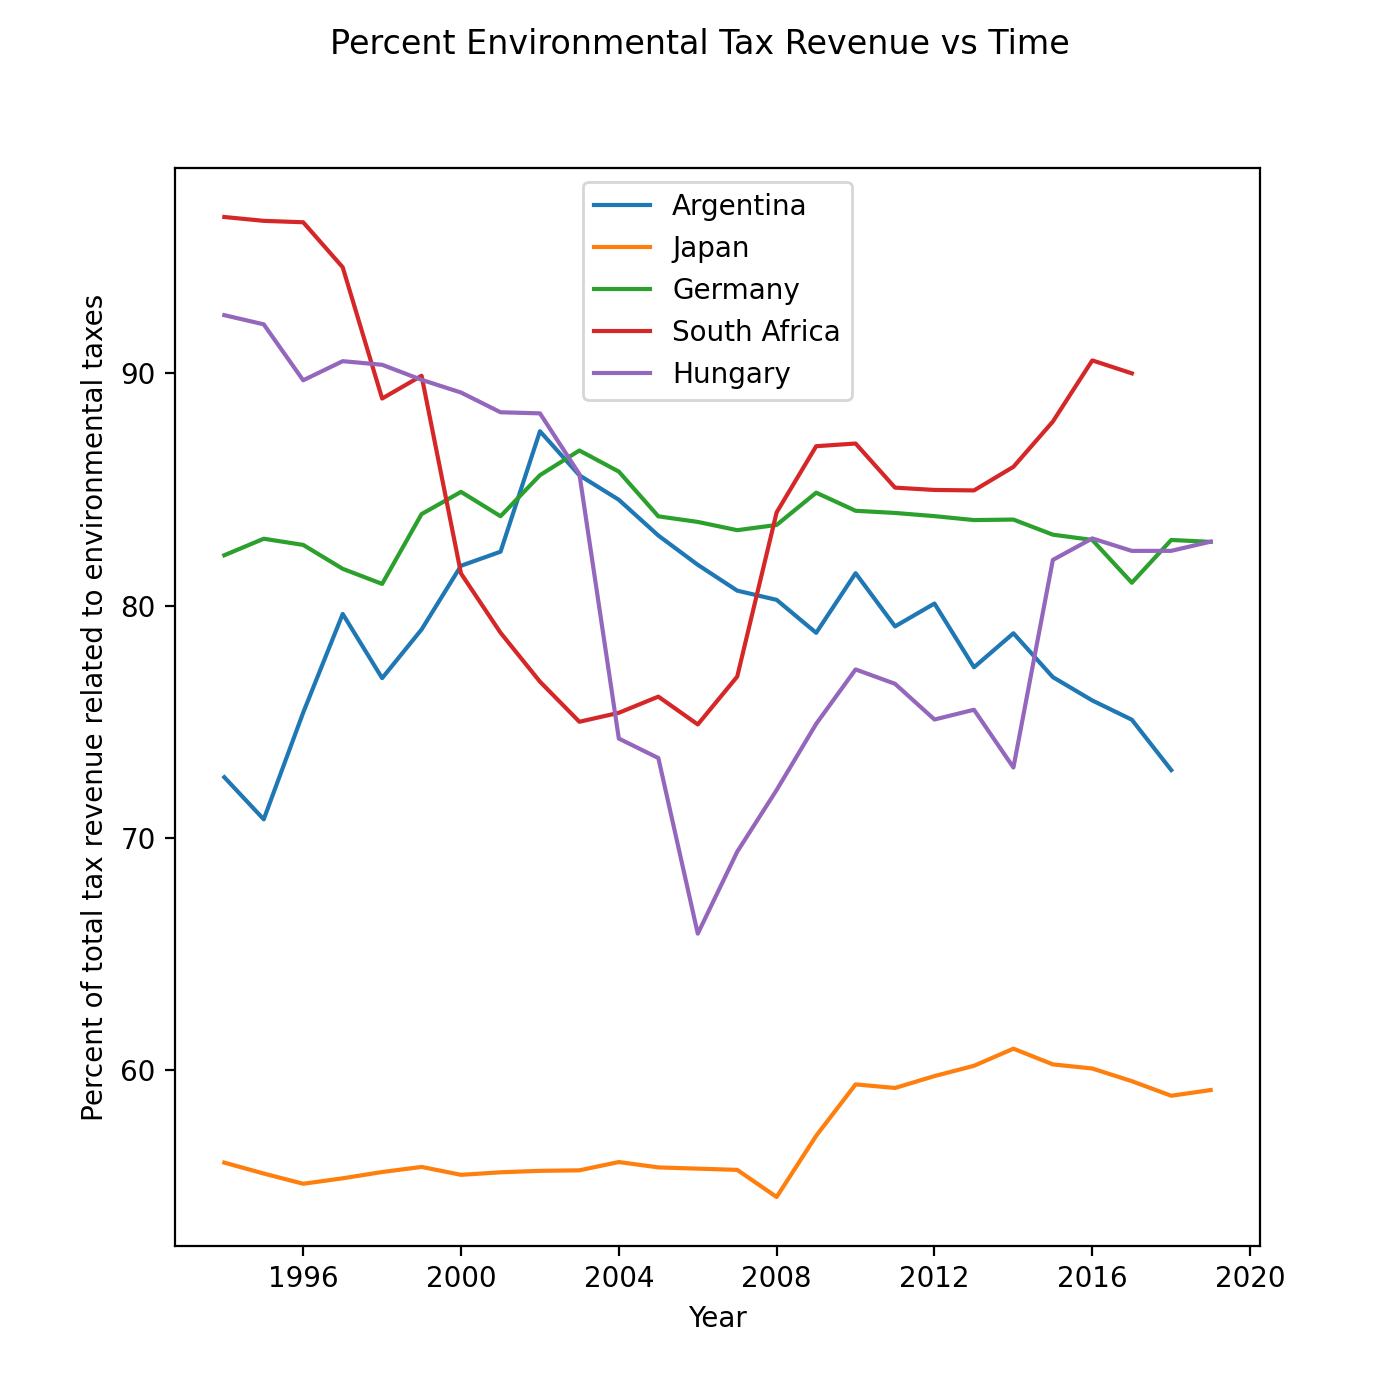 Percent Environmental Tax Revenue vs Time
Argentina
Japan
Germany
South Africa
Hungary
Percent of total tax revenue related to environmental taxes
90
80
70
60
1996
2000
2004
2008
2012
2016
2020
Year